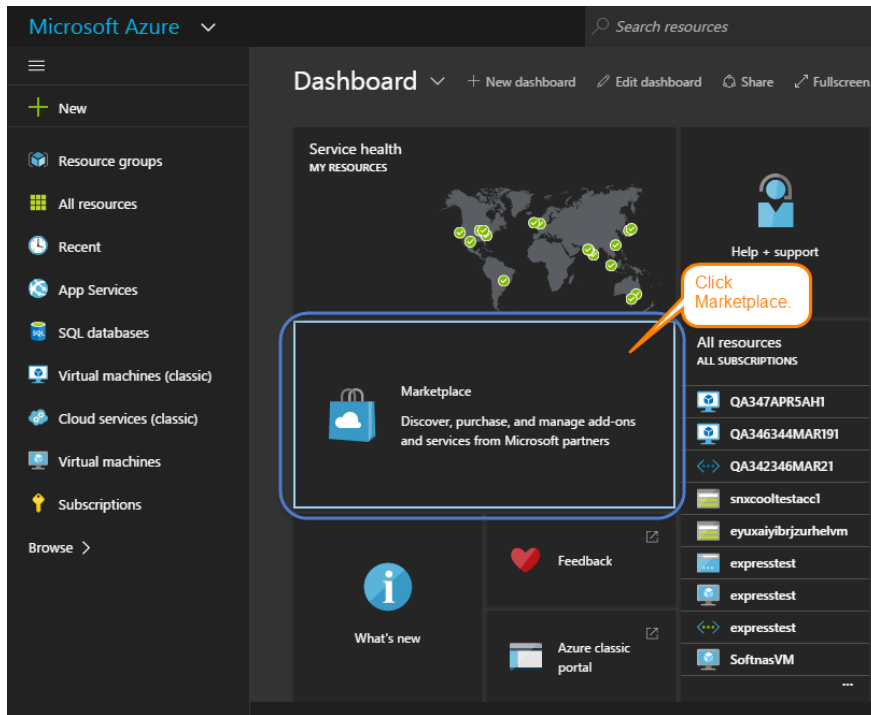 Microsoft Azure
Search resources
New
Resource groups
All resources
Recent
App Services
SQL databases
Virtual machines (classic)
Cloud services (classic)
Virtual machines
Subscriptions
Browse >
Dashboard
+ New dashboard
Edit dashboard
Share
Fullscreen
Service health
MY RESOURCES
Help + support
Click
Marketplace.
Marketplace
Discover, purchase, and manage add-ons
and services from Microsoft partners
All resources
ALL SUBSCRIPTIONS
QA347APR5AH1
QA346344MAR191
QA342346MAR21
snxcooltestacc1
eyuxaiyibrjzurhelvm
expresstest
expresstest
expresstest
SoftnasVM
...
What's new
Feedback
Azure classic
portal
SQL